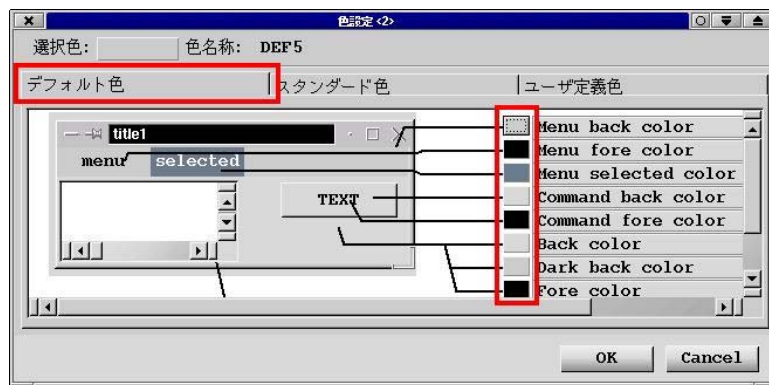 色設定 <2>
選択色: 色名称: DEF5
デフォルト色 スタンダード色 ユーザ定義色
title1
menu selected
TEXT
Menu back color
Menu fore color
Menu selected color
Command back color
Command fore color
Back color
Dark back color
Fore color
OK Cancel